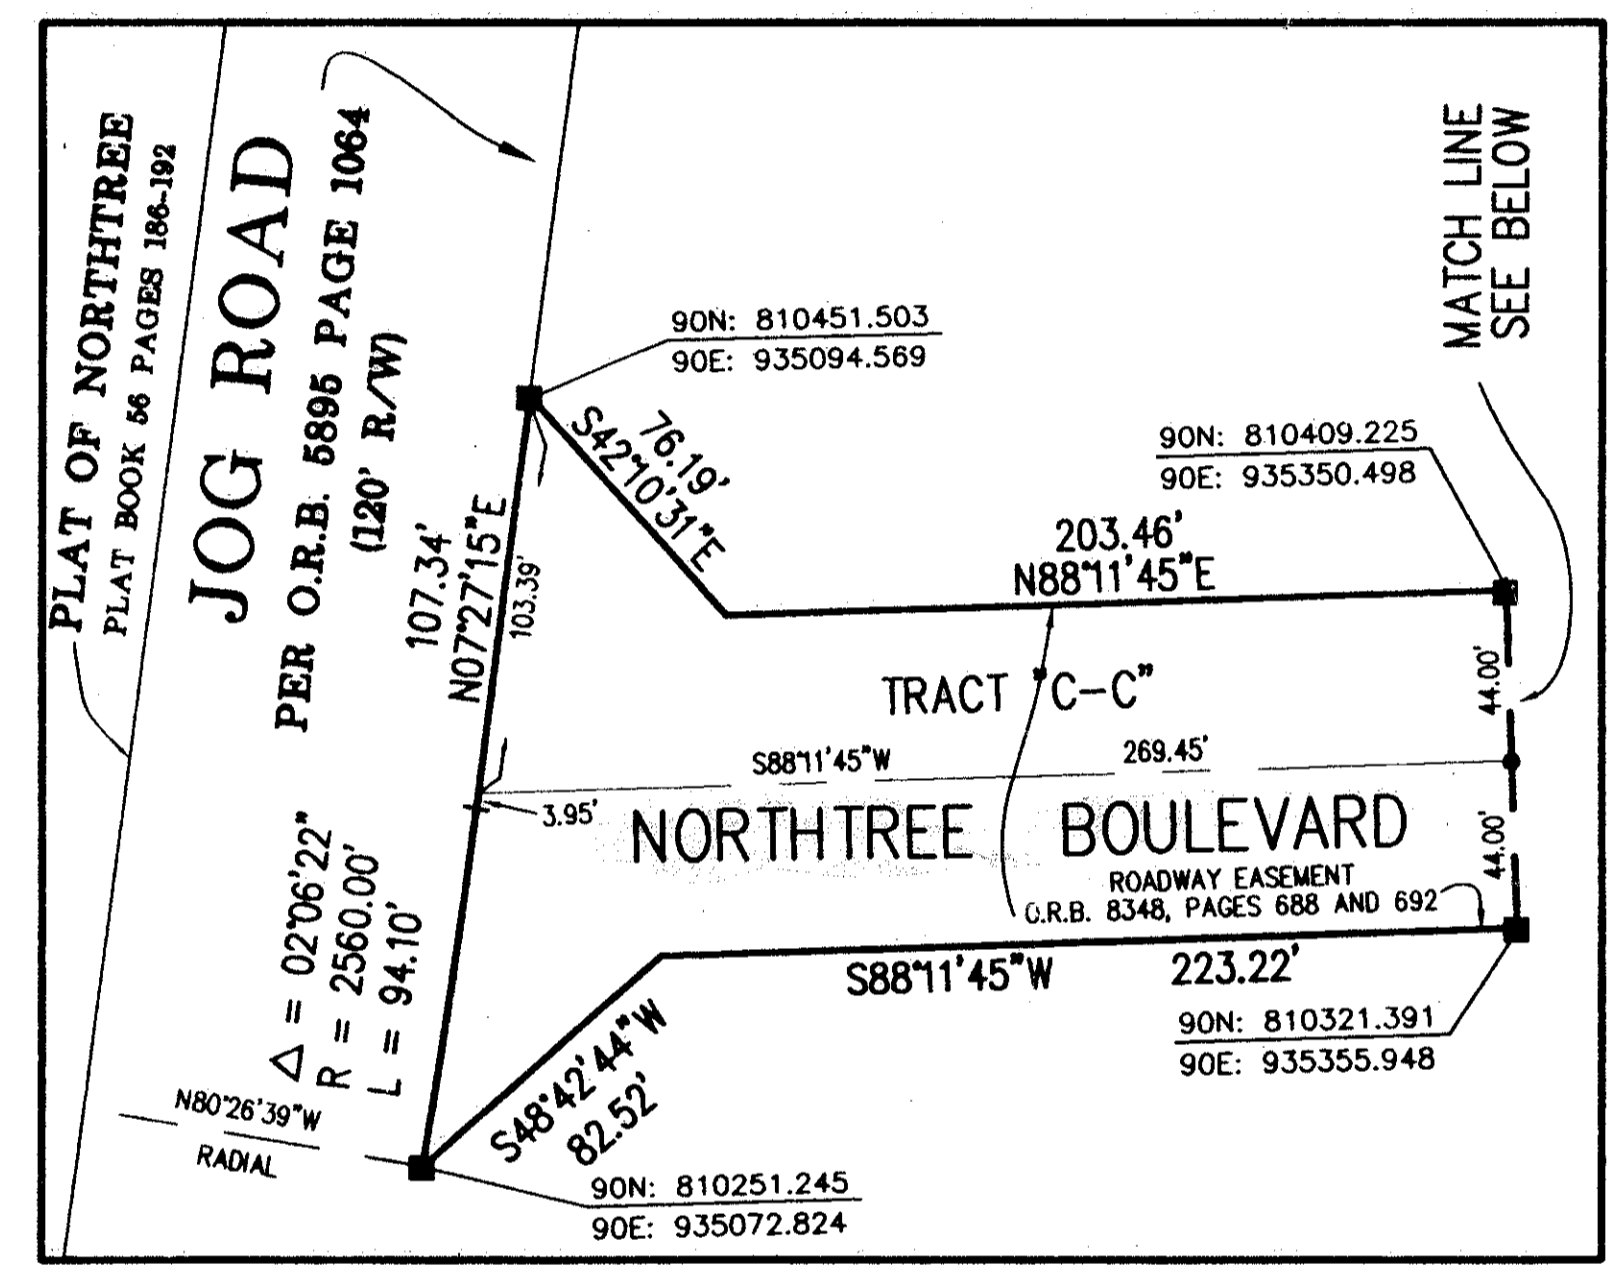 PLAT OF NORTHTREE
PLAT BOOK 56 PAGES 186-192
JOG ROAD
PER O.R.B. 5895 PAGE 1064
(120' R/W)
MATCH LINE
SEE BELOW
90N: 810451.503
90E: 935094.569
76.19'
S42°10'31"E
90N: 810409.225
90E: 935350.498
203.46'
N88°11'45"E
107.34'
N07°27'15"E
103.39'
TRACT "C-C"
44.00'
S88°11'45"W 269.45'
3.95'
NORTHTREE BOULEVARD
ROADWAY EASEMENT
O.R.B. 8348, PAGES 688 AND 692
44.00'
Δ = 02°06'22"
R = 2560.00'
L = 94.10'
S88°11'45"W 223.22'
90N: 810321.391
90E: 935355.948
S48°42'44"W
82.52'
N80°26'39"W
RADIAL
90N: 810251.245
90E: 935072.824